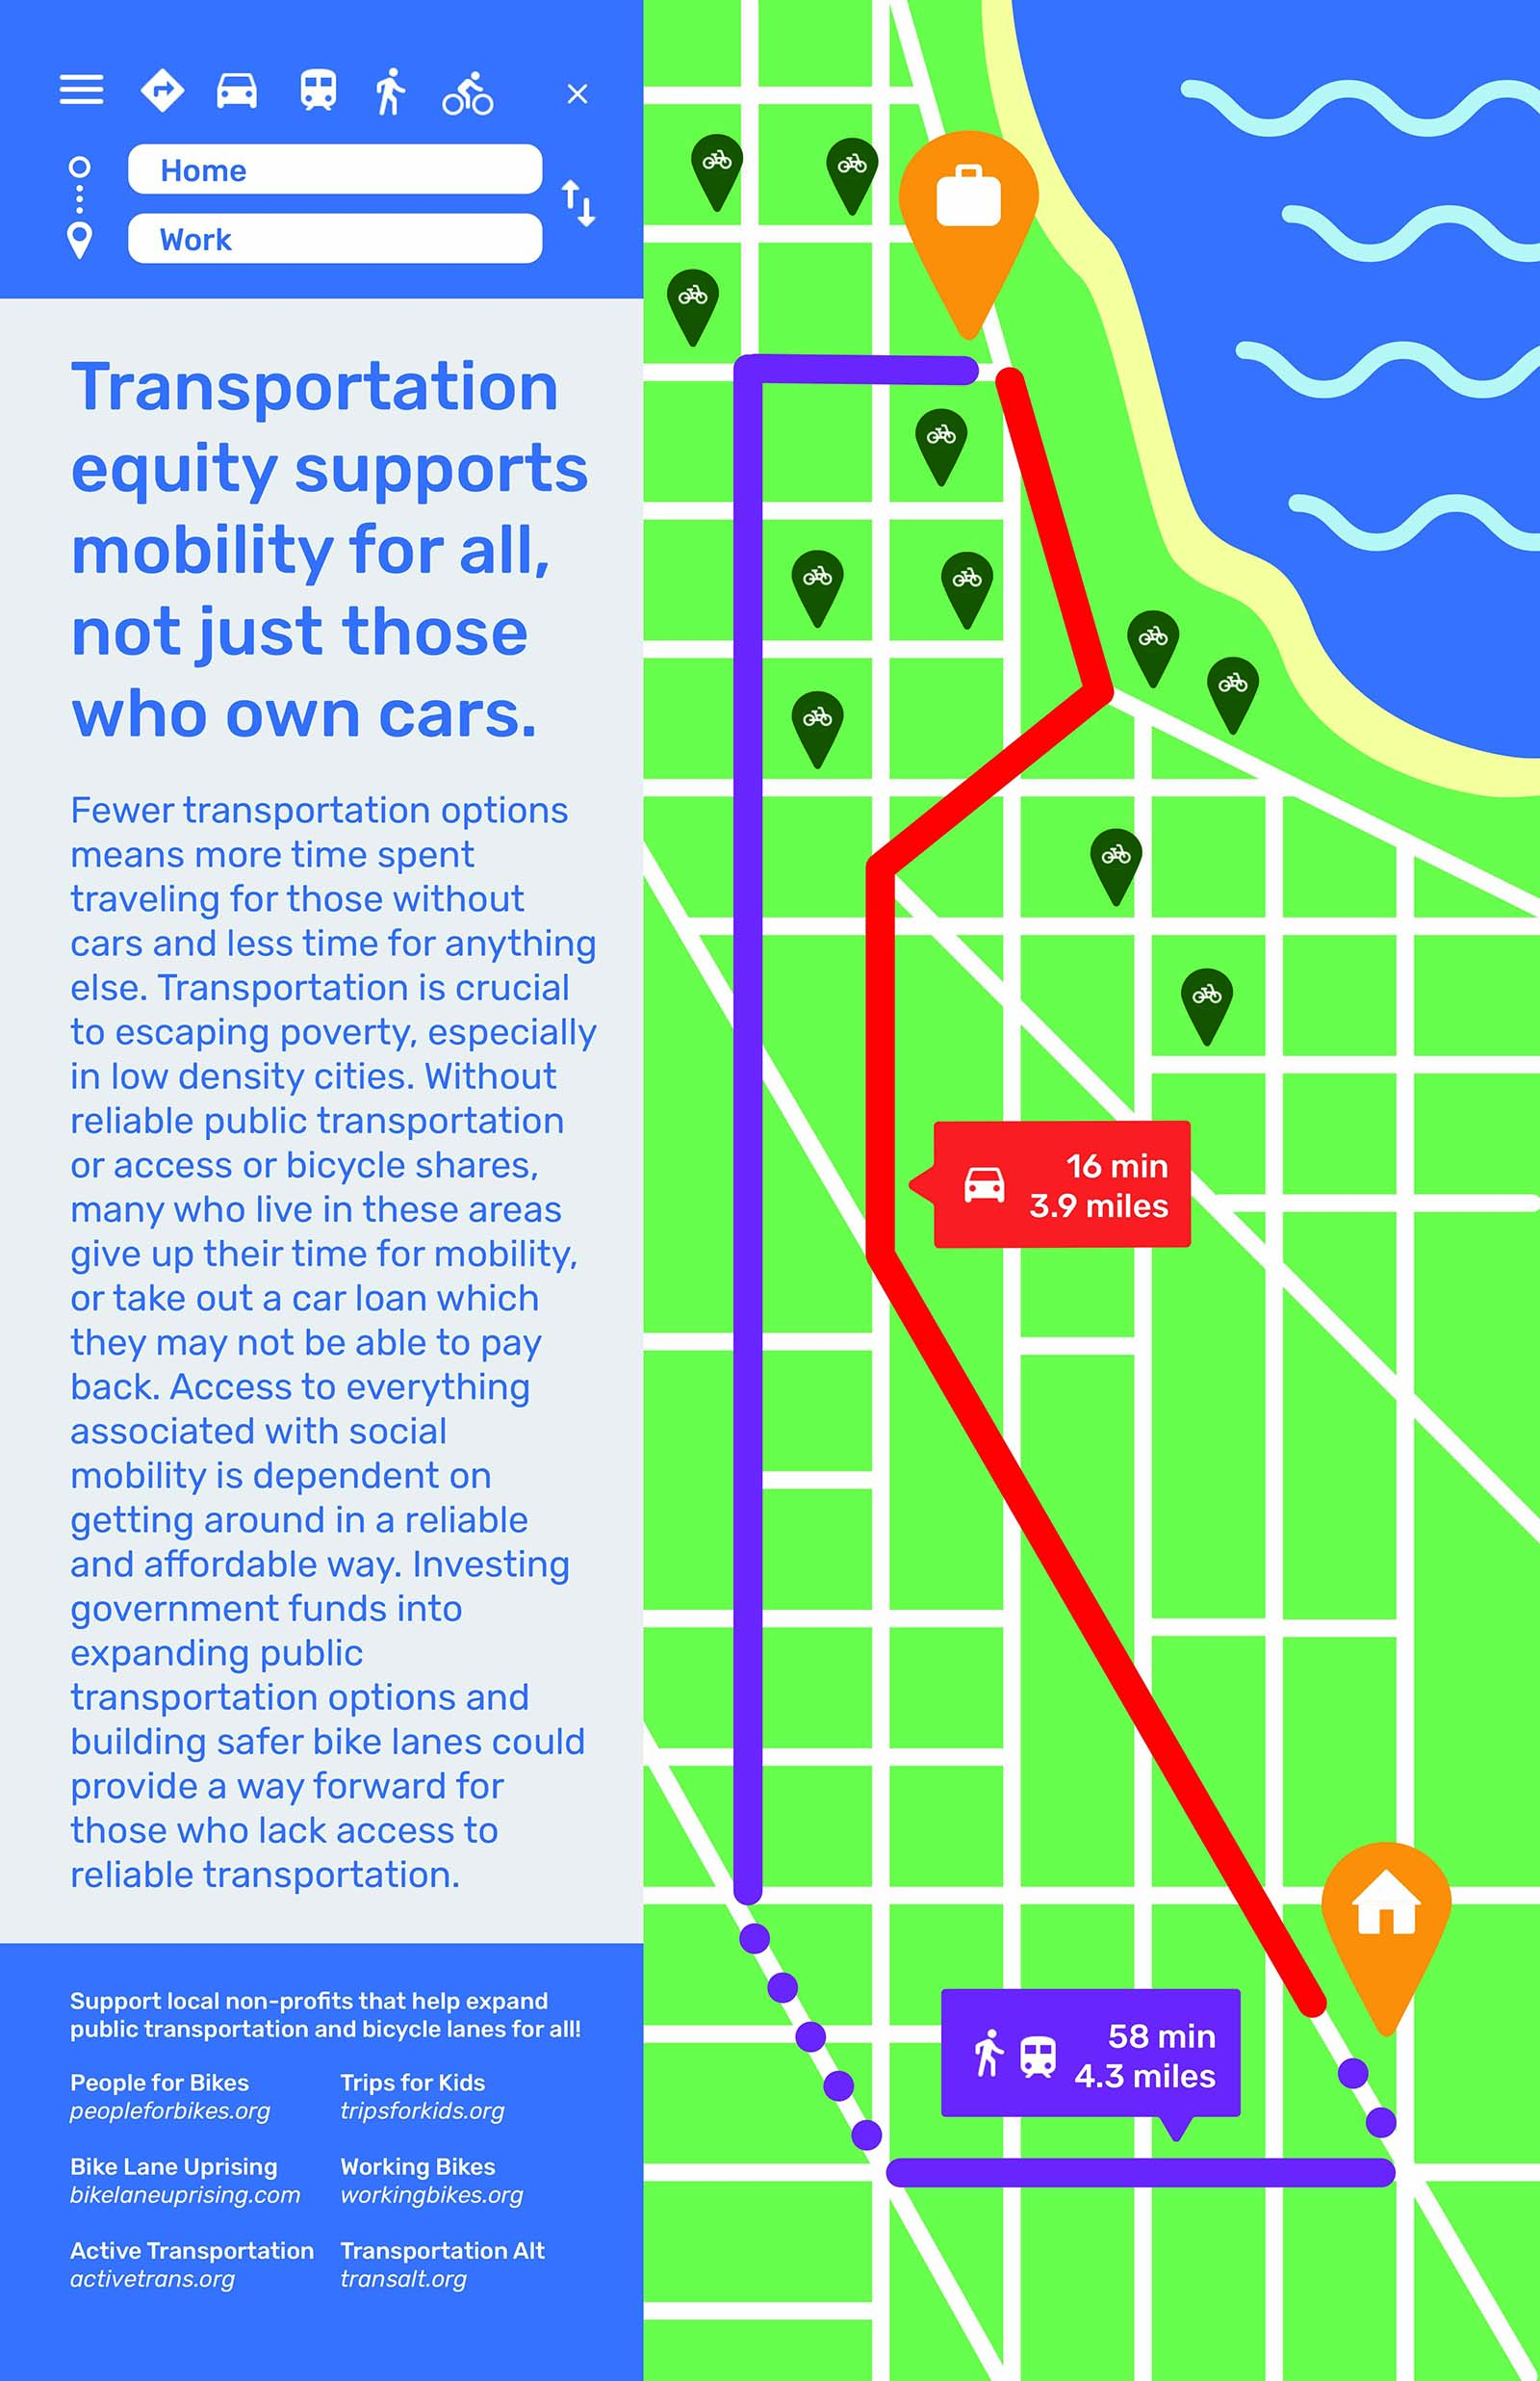 Home
Work
Transportation
equity supports
mobility for all,
not just those
who own cars.
Fewer transportation options
means more time spent
traveling for those without
cars and less time for anything
else. Transportation is crucial
to escaping poverty, especially
in low density cities. Without
reliable public transportation
or access or bicycle shares,
many who live in these areas
give up their time for mobility,
or take out a car loan which
they may not be able to pay
back. Access to everything
associated with social
mobility is dependent on
getting around in a reliable
and affordable way. Investing
government funds into
expanding public
transportation options and
building safer bike lanes could
provide a way forward for
those who lack access to
reliable transportation.
Support local non-profits that help expand
public transportation and bicycle lanes for all!
People for Bikes
peopleforbikes.org
Trips for Kids
tripsforkids.org
Bike Lane Uprising
bikelaneuprising.com
Working Bikes
workingbikes.org
Active Transportation
activetrans.org
Transportation Alt
transalt.org
16 min
3.9 miles
58 min
4.3 miles